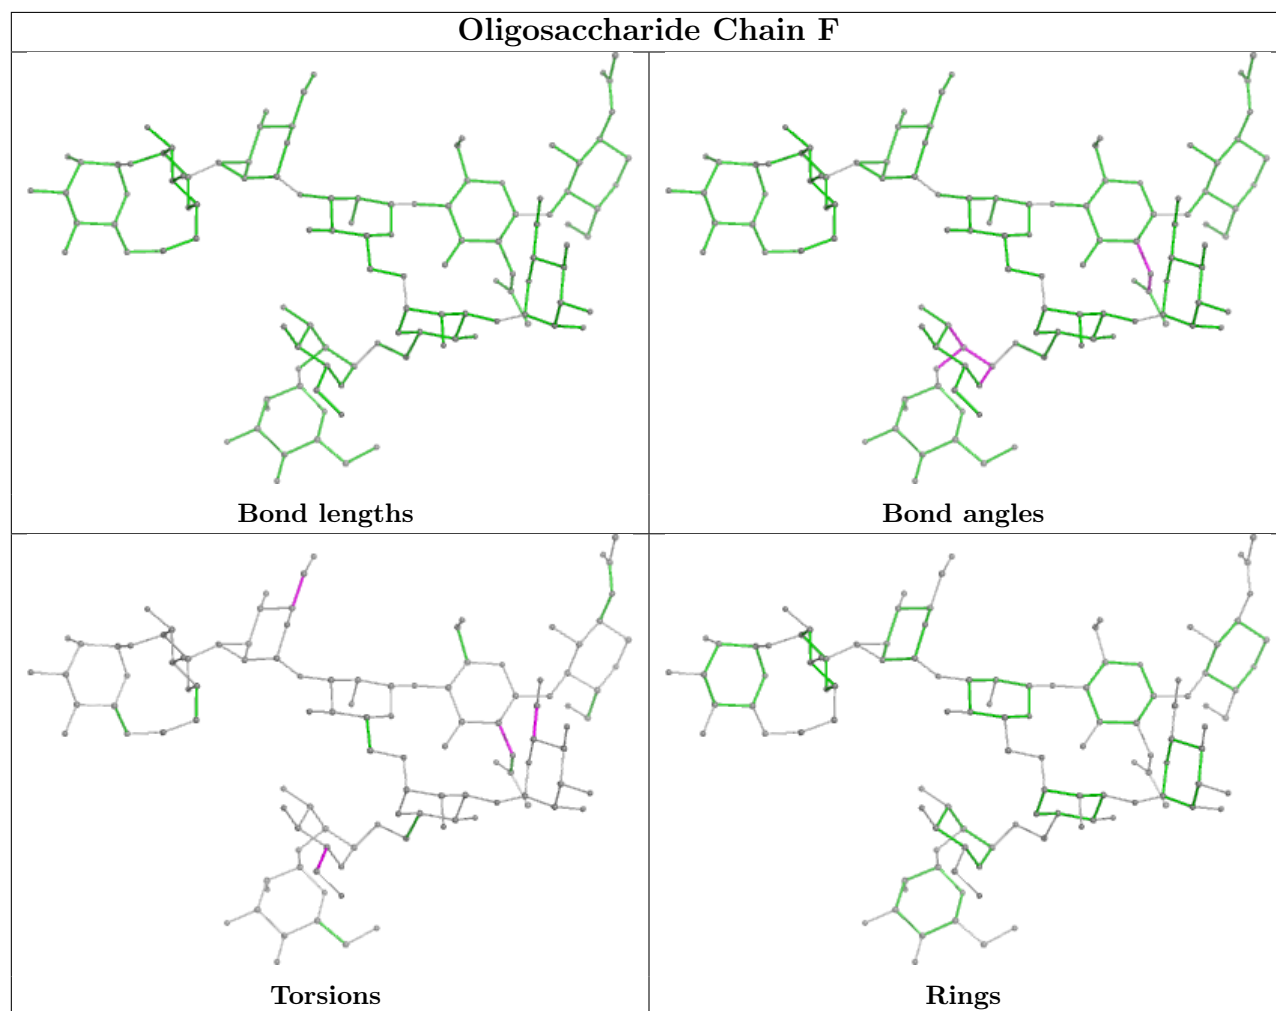 Oligosaccharide Chain F
Bond lengths
Bond angles
Torsions
Rings